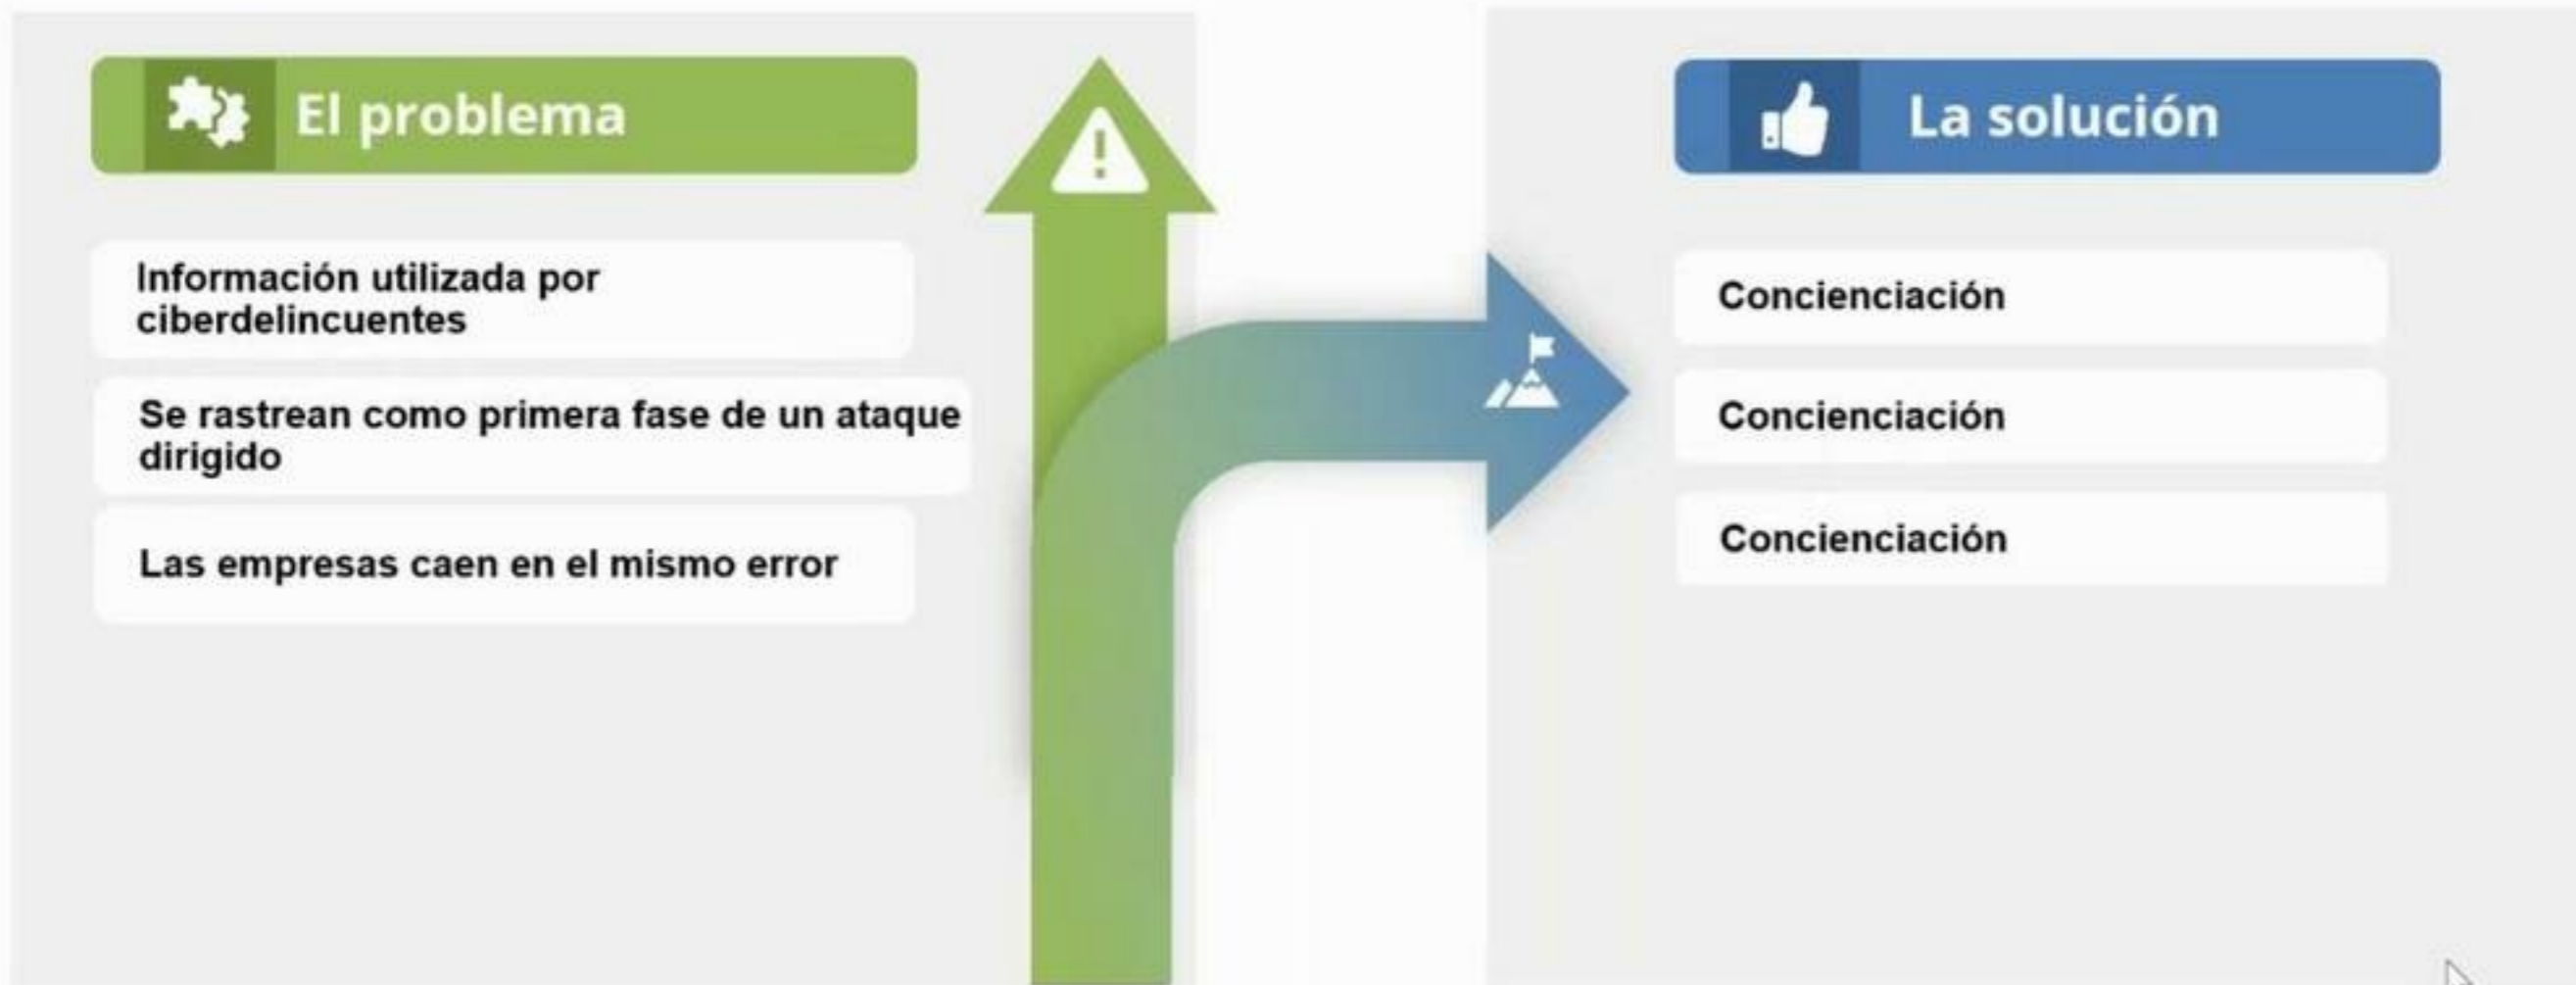 El problema
Información utilizada por
ciberdelincuentes
Se rastrean como primera fase de un ataque
dirigido
Las empresas caen en el mismo error
La solución
Concienciación
Concienciación
Concienciación